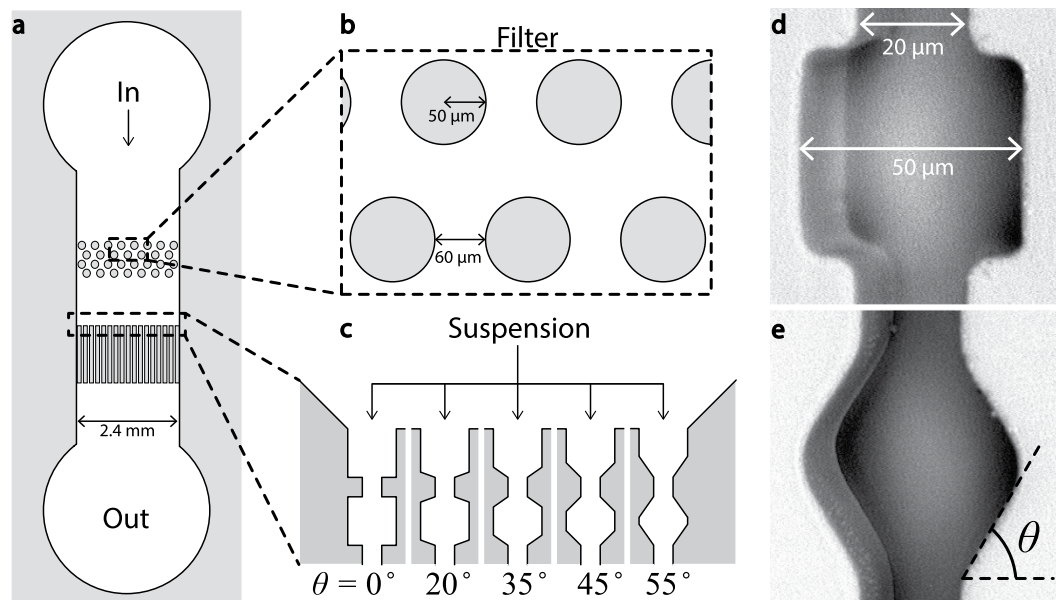 a
In
2.4 mm
Out
b
Filter
50 µm
60 µm
c
Suspension
θ = 0° 20° 35° 45° 55°
d
20 µm
50 µm
e
θ